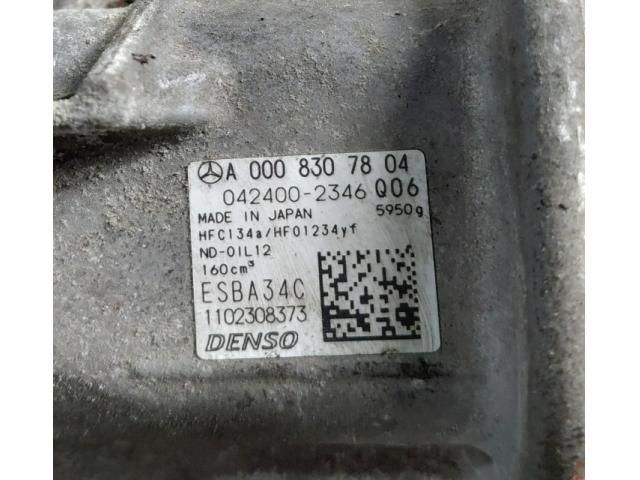 A 000 830 78 04
042400-2346 Q06
MADE IN JAPAN 5950g
HFC134a/HFO1234yf
ND-OIL12
160cm³
ESBA34C
1102308373
DENSO